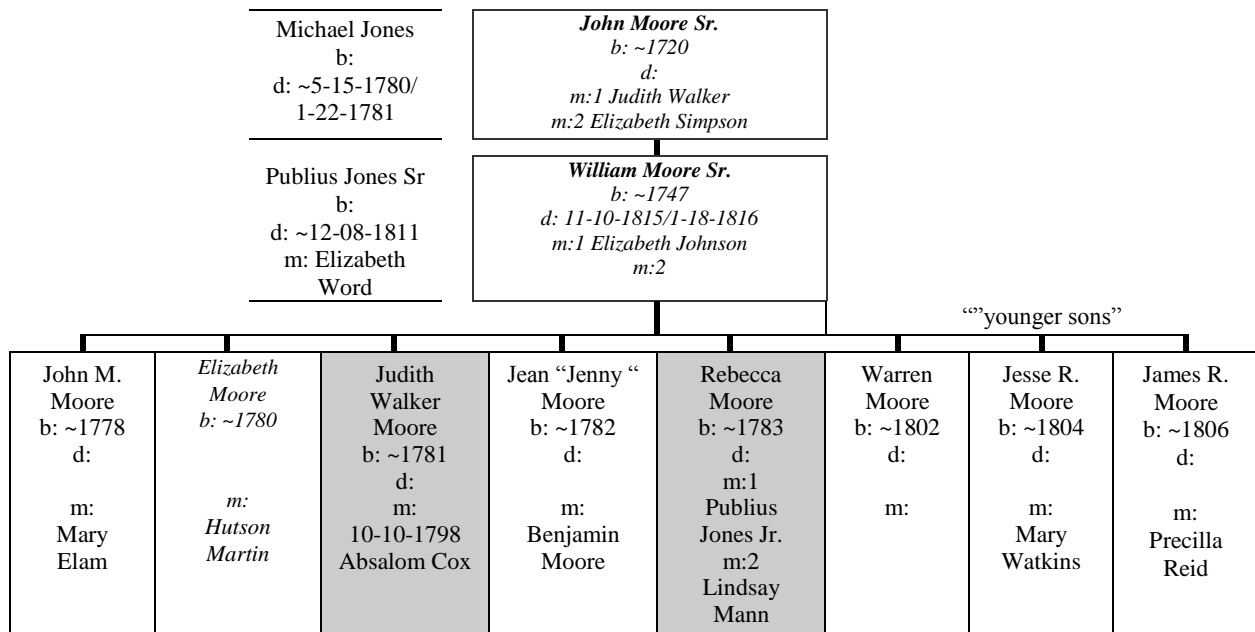 Michael Jones
b:
d: ~5-15-1780/
1-22-1781
John Moore Sr.
b: ~1720
d:
m:1 Judith Walker
m:2 Elizabeth Simpson
Publius Jones Sr
b:
d: ~12-08-1811
m: Elizabeth
Word
William Moore Sr.
b: ~1747
d: 11-10-1815/1-18-1816
m:1 Elizabeth Johnson
m:2
“”younger sons”
John M.
Moore
b: ~1778
d:
m:
Mary
Elam
Elizabeth
Moore
b: ~1780
m:
Hutson
Martin
Judith
Walker
Moore
b: ~1781
d:
m:
10-10-1798
Absalom Cox
Jean “Jenny “
Moore
b: ~1782
d:
m:
Benjamin
Moore
Rebecca
Moore
b: ~1783
d:
m:1
Publius
Jones Jr.
m:2
Lindsay
Mann
Warren
Moore
b: ~1802
d:
m:
Jesse R.
Moore
b: ~1804
d:
m:
Mary
Watkins
James R.
Moore
b: ~1806
d:
m:
Precilla
Reid